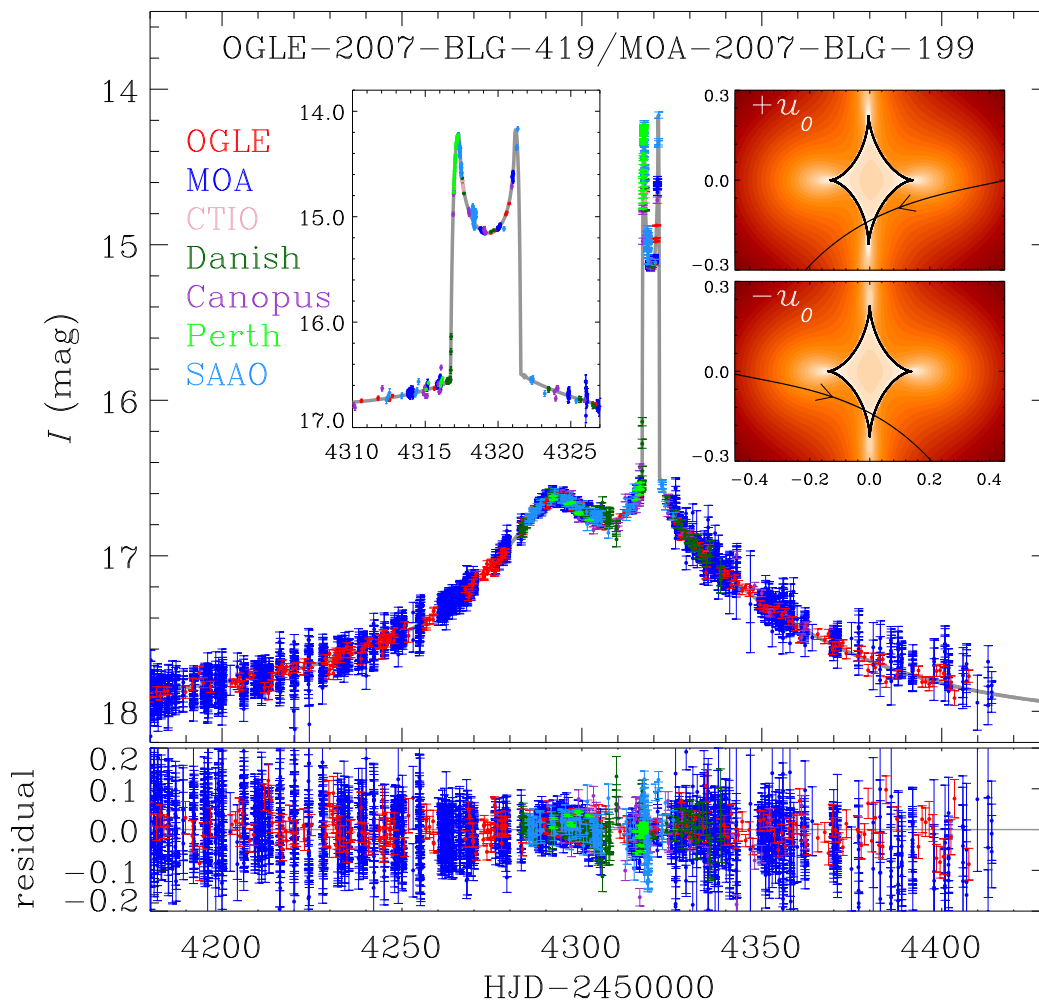 OGLE-2007-BLG-419/MOA-2007-BLG-199
14
15
16
17
18
I (mag)
OGLE
MOA
CTIO
Danish
Canopus
Perth
SAAO
14.0
15.0
16.0
17.0
4310 4315 4320 4325
+u0
0.3
0.0
-0.3
-u0
0.3
0.0
-0.3
-0.4 -0.2 0.0 0.2 0.4
residual
0.2
0.1
0.0
-0.1
-0.2
4200 4250 4300 4350 4400
HJD-2450000